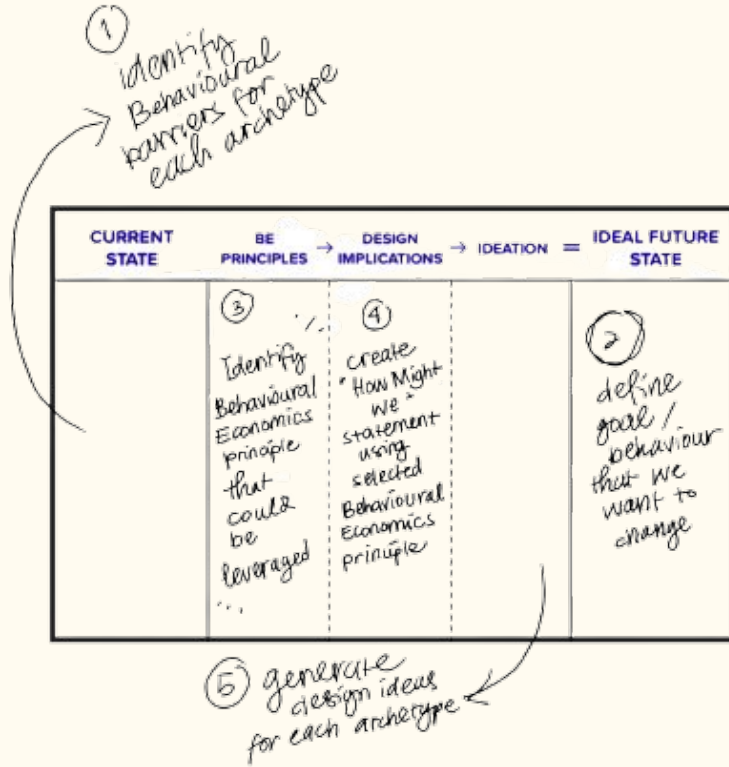 1
identify
Behavioural
barriers for
each archetype
CURRENT
STATE
BE
PRINCIPLES
→
DESIGN
IMPLICATIONS
→
IDEATION
=
IDEAL FUTURE
STATE
3
Identify
Behavioural
Economics
principle
that
could
be
leveraged
...
4
create
"How Might
we"
statement
using
selected
Behavioural
Economics
principle
2
define
goal /
behaviour
that we
want to
change
5 generate
design ideas
for each archetype